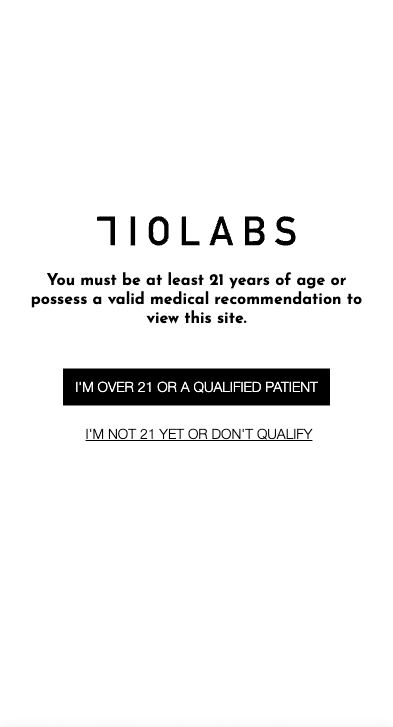 710LABS
You must be at least 21 years of age or
possess a valid medical recommendation to
view this site.
I'M OVER 21 OR A QUALIFIED PATIENT
I'M NOT 21 YET OR DON'T QUALIFY